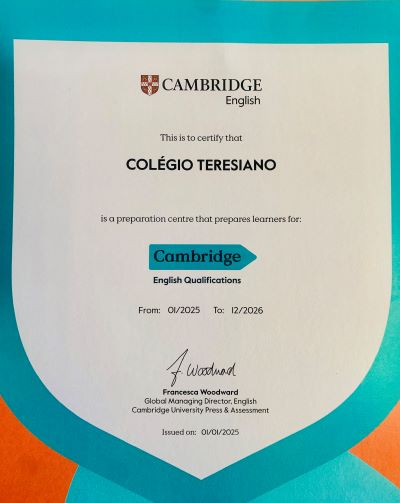 CAMBRIDGE
English
This is to certify that
COLÉGIO TERESIANO
is a preparation centre that prepares learners for:
Cambridge
English Qualifications
From: 01/2025 To: 12/2026
F. Woodward
Francesca Woodward
Global Managing Director, English
Cambridge University Press & Assessment
Issued on: 01/01/2025